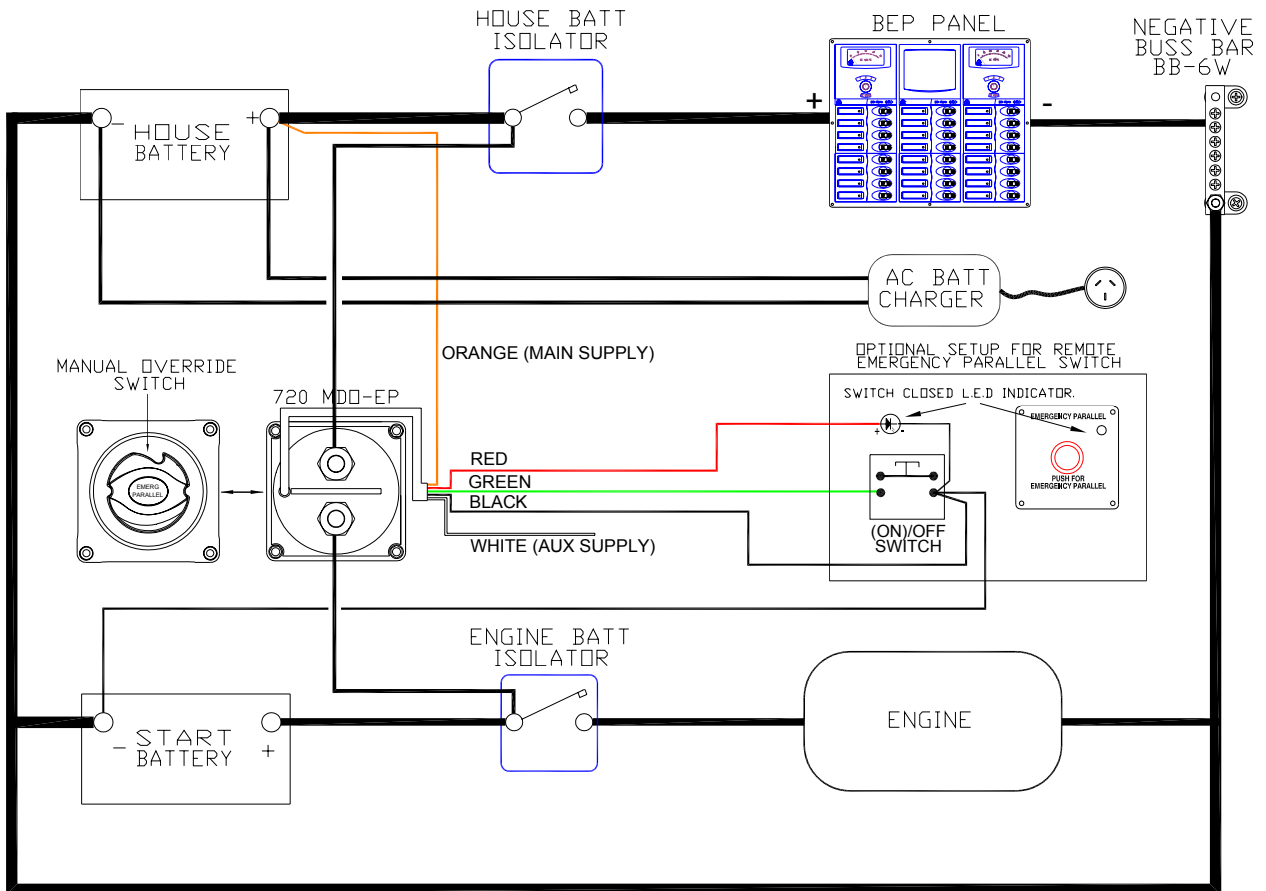 HOUSE BATT
ISOLATOR
BEP PANEL
NEGATIVE
BUSS BAR
BB-6W
+
-
-
HOUSE
BATTERY
+
AC BATT
CHARGER
ORANGE (MAIN SUPPLY)
MANUAL OVERRIDE
SWITCH
720 MDO-EP
OPTIONAL SETUP FOR REMOTE
EMERGENCY PARALLEL SWITCH
SWITCH CLOSED L.E.D INDICATOR.
+
-
EMERGENCY PARALLEL
PUSH FOR
EMERGENCY PARALLEL
EMERG
PARALLEL
RED
GREEN
BLACK
WHITE (AUX SUPPLY)
(ON)/OFF
SWITCH
ENGINE BATT
ISOLATOR
-
START
BATTERY
+
ENGINE